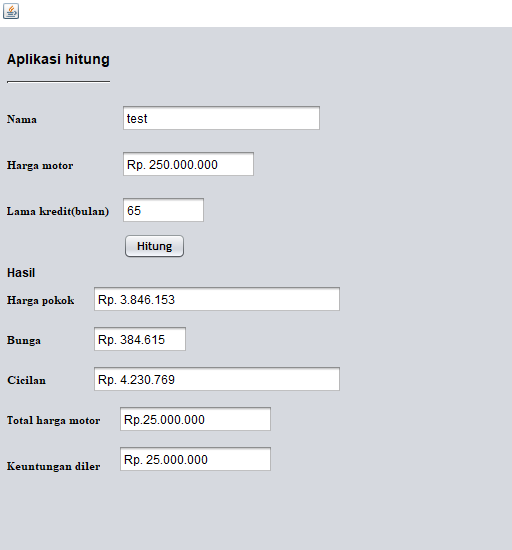 Aplikasi hitung
Nama test
Harga motor Rp. 250.000.000
Lama kredit(bulan) 65
Hitung
Hasil
Harga pokok Rp. 3.846.153
Bunga Rp. 384.615
Cicilan Rp. 4.230.769
Total harga motor Rp.25.000.000
Keuntungan diler Rp. 25.000.000